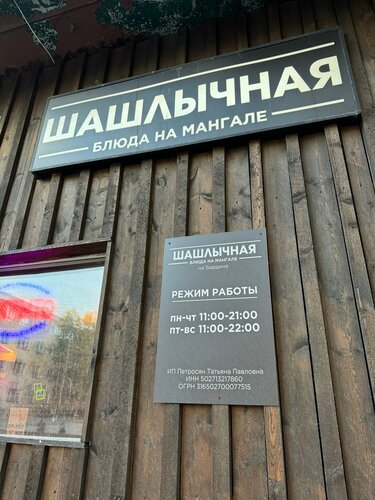 ШАШЛЫЧНАЯ
БЛЮДА НА МАНГАЛЕ
ШАШЛЫЧНАЯ
БЛЮДА НА МАНГАЛЕ
на Бардина
РЕЖИМ РАБОТЫ
пн-чт 11:00-21:00
пт-вс 11:00-22:00
ИП Петросян Татьяна Павловна
ИНН 502713217860
ОГРН 316502700077515